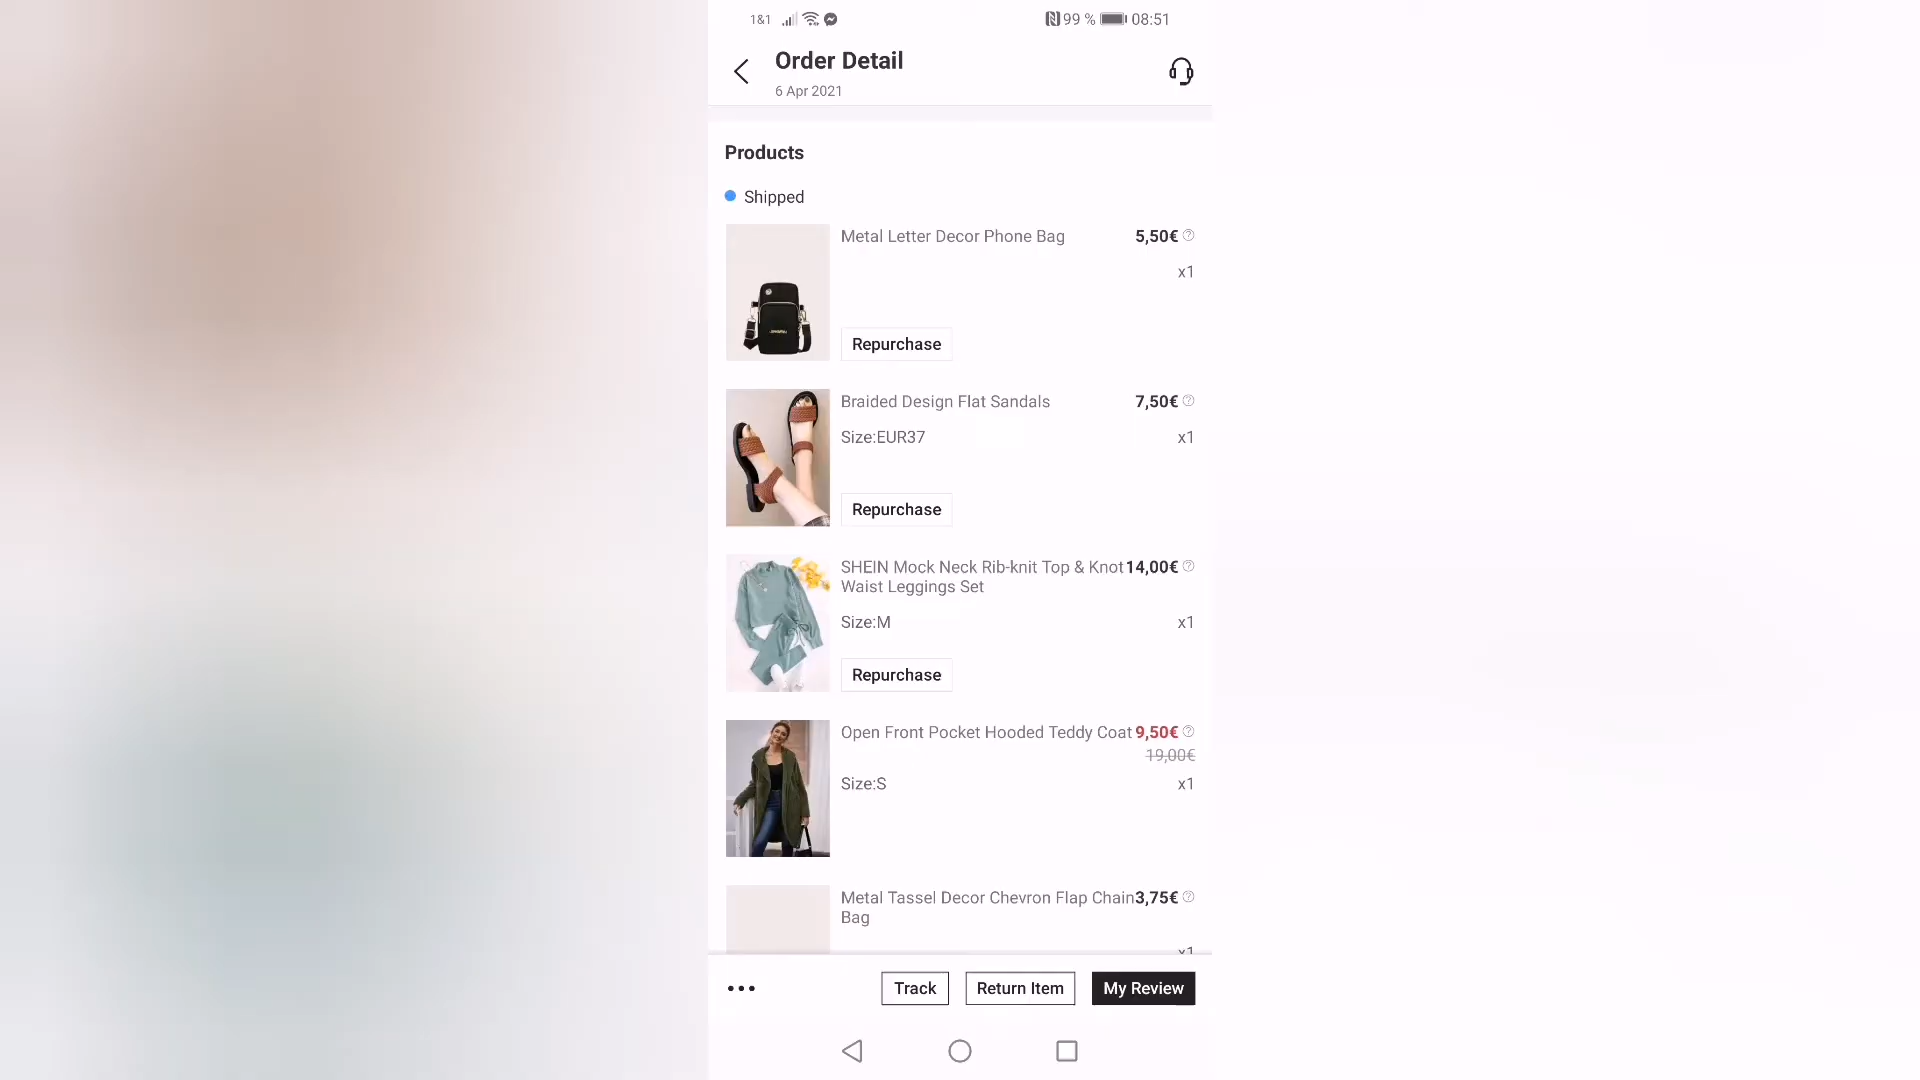 1&1 99 % 08:51
Order Detail
6 Apr 2021
Products
Shipped
Metal Letter Decor Phone Bag 5,50€
x1
Repurchase
Braided Design Flat Sandals 7,50€
Size:EUR37 x1
Repurchase
SHEIN Mock Neck Rib-knit Top & Knot 14,00€
Waist Leggings Set
Size:M x1
Repurchase
Open Front Pocket Hooded Teddy Coat 9,50€
19,00€
Size:S x1
Metal Tassel Decor Chevron Flap Chain 3,75€
Bag
x1
Track Return Item My Review